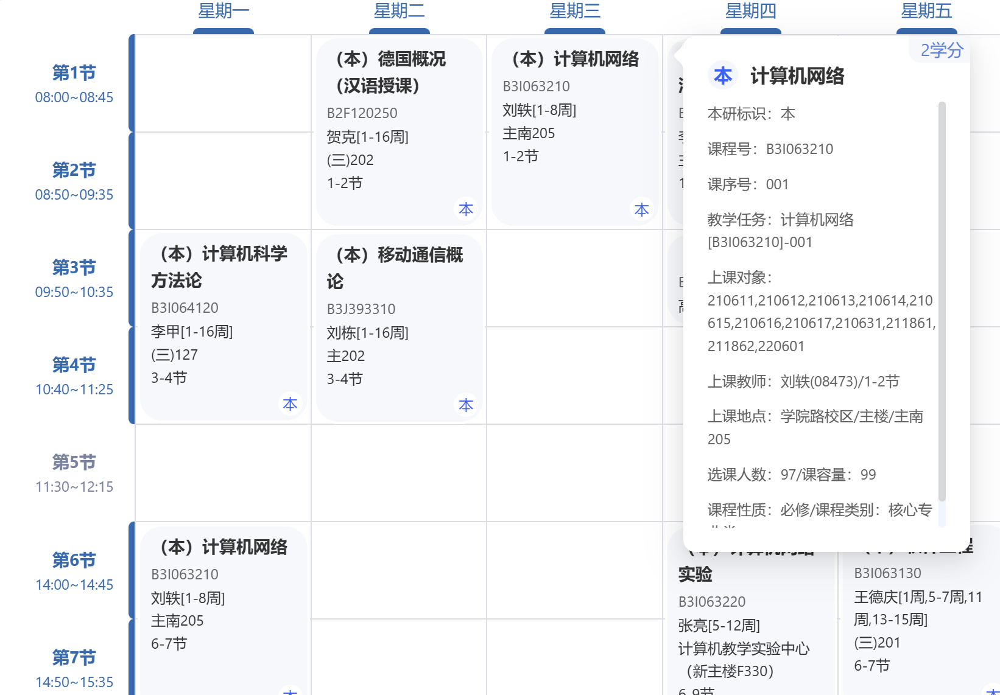 星期一
星期二
星期三
星期四
星期五
第1节
08:00~08:45
第2节
08:50~09:35
第3节
09:50~10:35
第4节
10:40~11:25
第5节
11:30~12:15
第6节
14:00~14:45
第7节
14:50~15:35
（本）计算机科学
方法论
B3I064120
李甲[1-16周]
(三)127
3-4节
本
（本）计算机网络
B3I063210
刘轶[1-8周]
主南205
6-7节
本
（本）德国概况
（汉语授课）
B2F120250
贺克[1-16周]
(三)202
1-2节
本
（本）移动通信概
论
B3J393310
刘栋[1-16周]
主202
3-4节
本
（本）计算机网络
B3I063210
刘轶[1-8周]
主南205
1-2节
本
2学分
本 计算机网络
本研标识：本
课程号：B3I063210
课序号：001
教学任务：计算机网络
[B3I063210]-001
上课对象：
210611,210612,210613,210614,210
615,210616,210617,210631,211861,
211862,220601
上课教师：刘轶(08473)/1-2节
上课地点：学院路校区/主楼/主南
205
选课人数：97/课容量：99
课程性质：必修/课程类别：核心专
（本）计算机网络
实验
B3I063220
张亮[5-12周]
计算机教学实验中心
（新主楼F330）
6-9节
B3I063130
王德庆[1周,5-7周,11
周,13-15周]
(三)201
6-7节
本